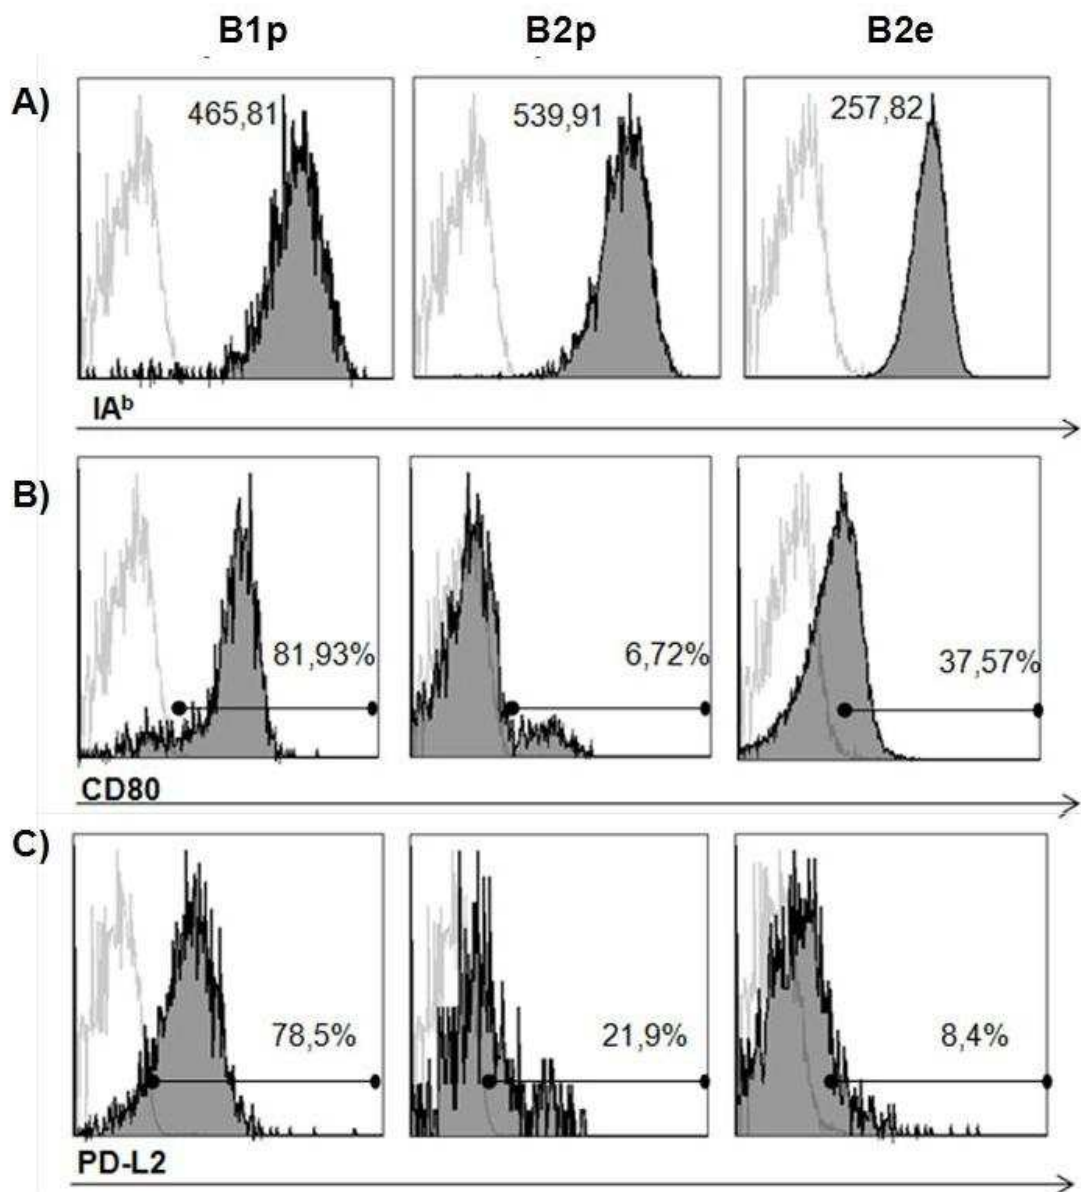 B1p B2p B2e
A) 465,81 539,91 257,82
IAᵇ
B) 81,93% 6,72% 37,57%
CD80
C) 78,5% 21,9% 8,4%
PD-L2